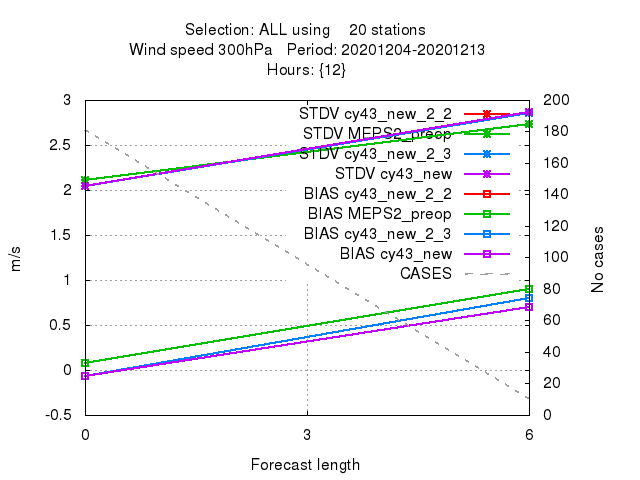 Selection: ALL using 20 stations
Wind speed 300hPa Period: 20201204-20201213
Hours: {12}
3
2.5
2
1.5
1
0.5
0
-0.5
200
180
160
140
120
100
80
60
40
20
0
STDV cy43_new_2_2
STDV MEPS2_preop
STDV cy43_new_2_3
STDV cy43_new
BIAS cy43_new_2_2
BIAS MEPS2_preop
BIAS cy43_new_2_3
BIAS cy43_new
CASES
m/s
No cases
0 3 6
Forecast length